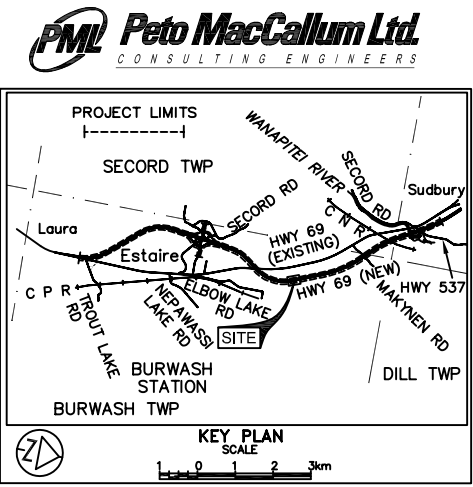 PML Peto MacCallum Ltd.
CONSULTING ENGINEERS
PROJECT LIMITS
SECORD TWP
WANAPITEI RIVER
SECORD RD
Sudbury
SECORD RD
CNR
Laura
Estaire
HWY 69
(EXISTING)
HWY 69 (NEW)
HWY 537
MAKYNEN RD
CPR
TROUT LAKE
RD
NEPAWASSI
LAKE RD
ELBOW LAKE
RD
SITE
BURWASH
STATION
DILL TWP
BURWASH TWP
N
KEY PLAN
SCALE
1 0 1 2 3km